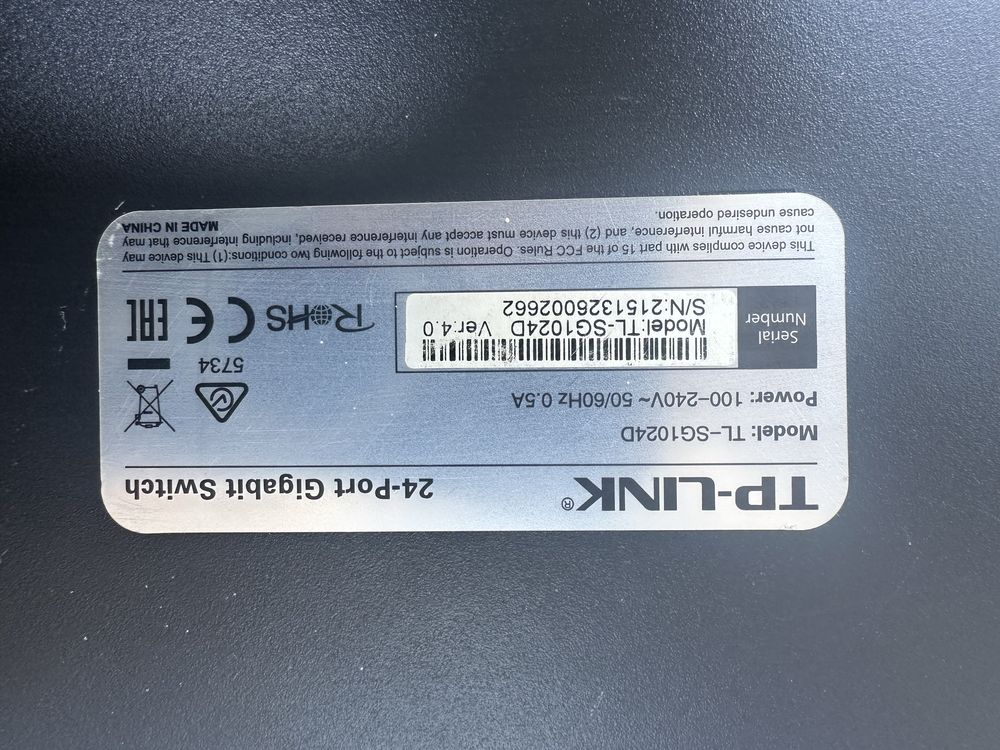 TP-LINK® 24-Port Gigabit Switch
Model: TL-SG1024D
Power: 100-240V~ 50/60Hz 0.5A
5734
Serial Number
Model:TL-SG1024D Ver:4.0
S/N:2151326002662
RoHS CE EAC
This device complies with part 15 of the FCC Rules. Operation is subject to the following two conditions:(1) This device may
not cause harmful interference, and (2) this device must accept any interference received, including interference that may
cause undesired operation.
MADE IN CHINA